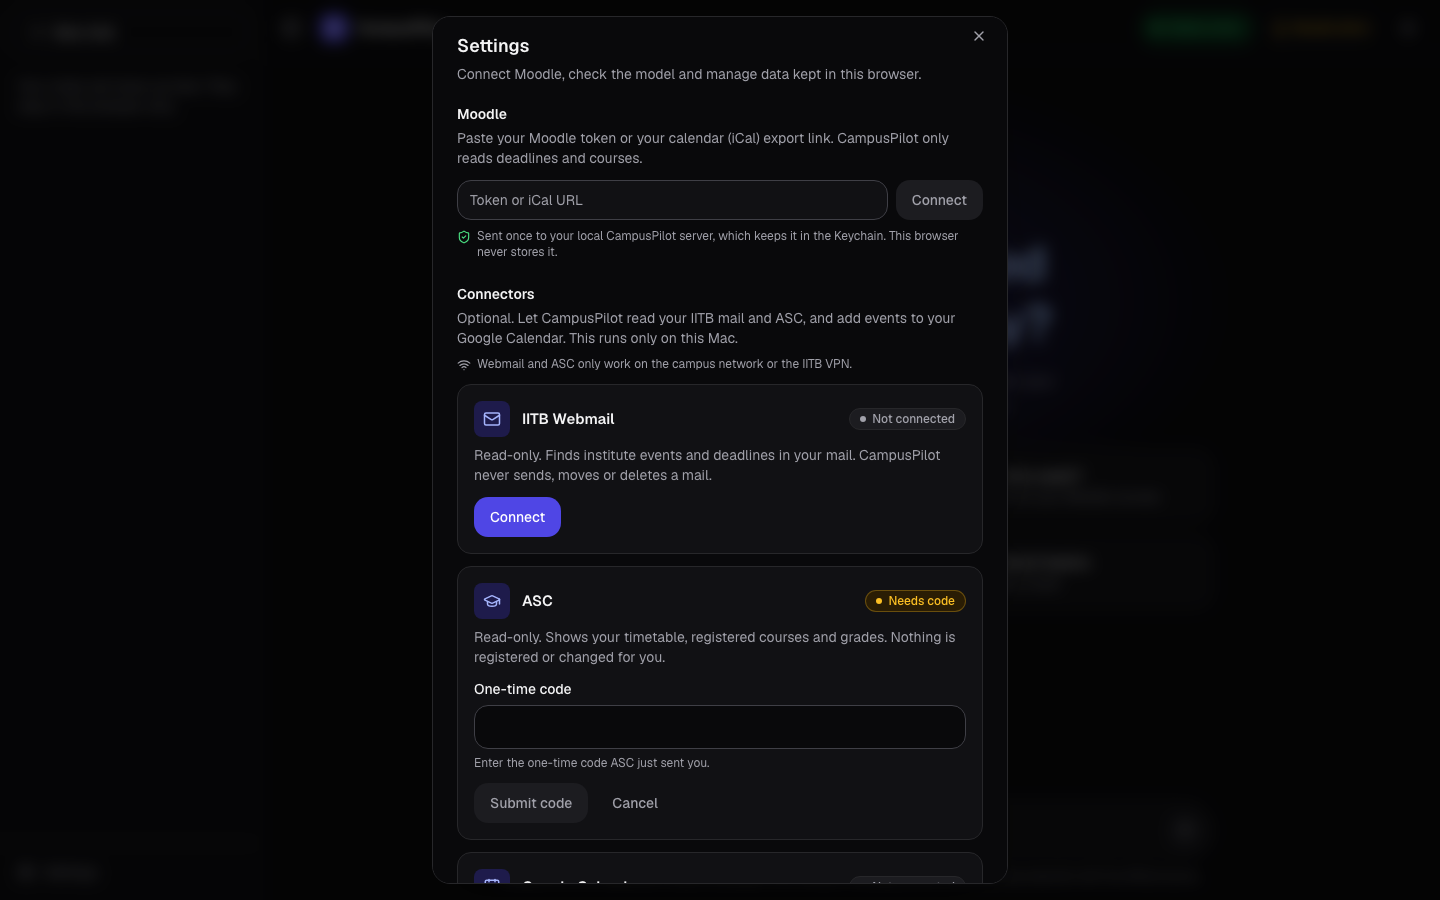 Settings
Connect Moodle, check the model and manage data kept in this browser.
Moodle
Paste your Moodle token or your calendar (iCal) export link. CampusPilot only
reads deadlines and courses.
Token or iCal URL
Connect
Sent once to your local CampusPilot server, which keeps it in the Keychain. This browser
never stores it.
Connectors
Optional. Let CampusPilot read your IITB mail and ASC, and add events to your
Google Calendar. This runs only on this Mac.
Webmail and ASC only work on the campus network or the IITB VPN.
IITB Webmail
Not connected
Read-only. Finds institute events and deadlines in your mail. CampusPilot
never sends, moves or deletes a mail.
Connect
ASC
Needs code
Read-only. Shows your timetable, registered courses and grades. Nothing is
registered or changed for you.
One-time code
Enter the one-time code ASC just sent you.
Submit code
Cancel